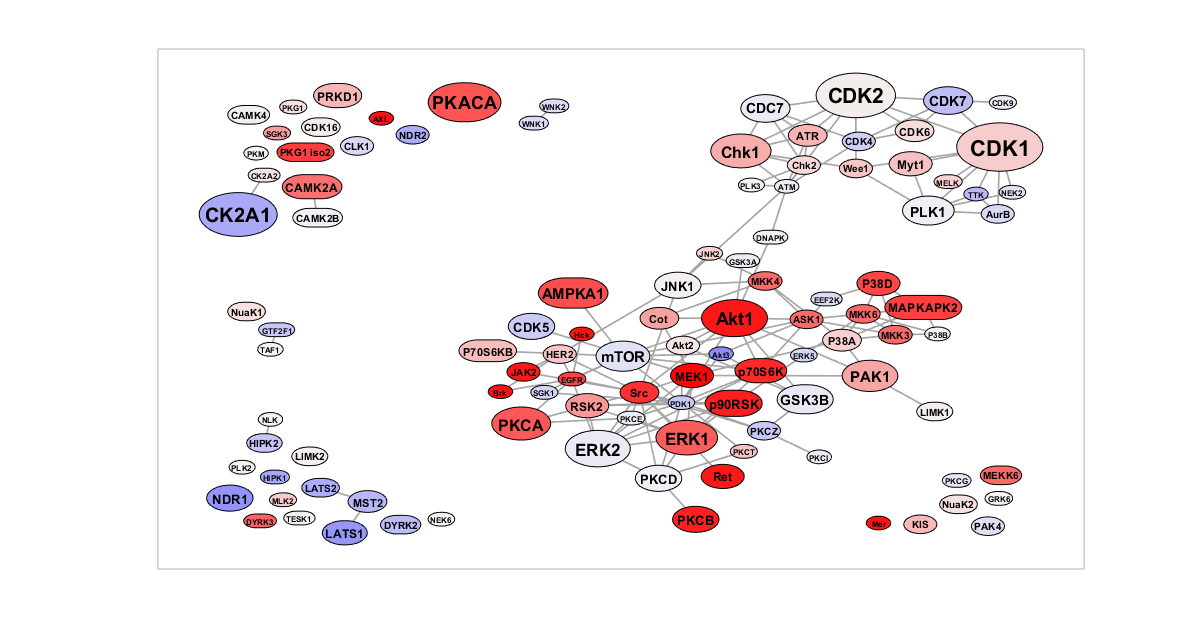 PKACA
PRKD1
PKG1
CAMK4
AXL
CDK16
SGK3
NDR2
CLK1
PKM
PKG1 iso2
CK2A2
CAMK2A
CK2A1
CAMK2B
WNK2
WNK1
CDK2
CDK7
CDK9
CDC7
ATR
CDK6
CDK4
CDK1
Chk1
Chk2
Wee1
Myt1
MELK
PLK3
ATM
TTK
NEK2
PLK1
AurB
DNAPK
JNK2
GSK3A
JNK1
MKK4
AMPKA1
P38D
EEF2K
MAPKAPK2
MKK6
Cot
Akt1
ASK1
CDK5
Hck
MKK3
P38B
P38A
Akt2
P70S6KB
HER2
mTOR
Akt3
ERK5
JAK2
EGFR
MEK1
p70S6K
PAK1
Brk
SGK1
Src
PDK1
p90RSK
GSK3B
RSK2
PKCE
LIMK1
PKCA
PKCZ
ERK1
ERK2
PKCT
PKCI
PKCD
Ret
PKCB
NuaK1
GTF2F1
TAF1
NLK
HIPK2
LIMK2
PLK2
HIPK1
LATS2
NDR1
MLK2
MST2
DYRK3
TESK1
DYRK2
NEK6
LATS1
MEKK6
PKCG
GRK6
NuaK2
Mer
KIS
PAK4